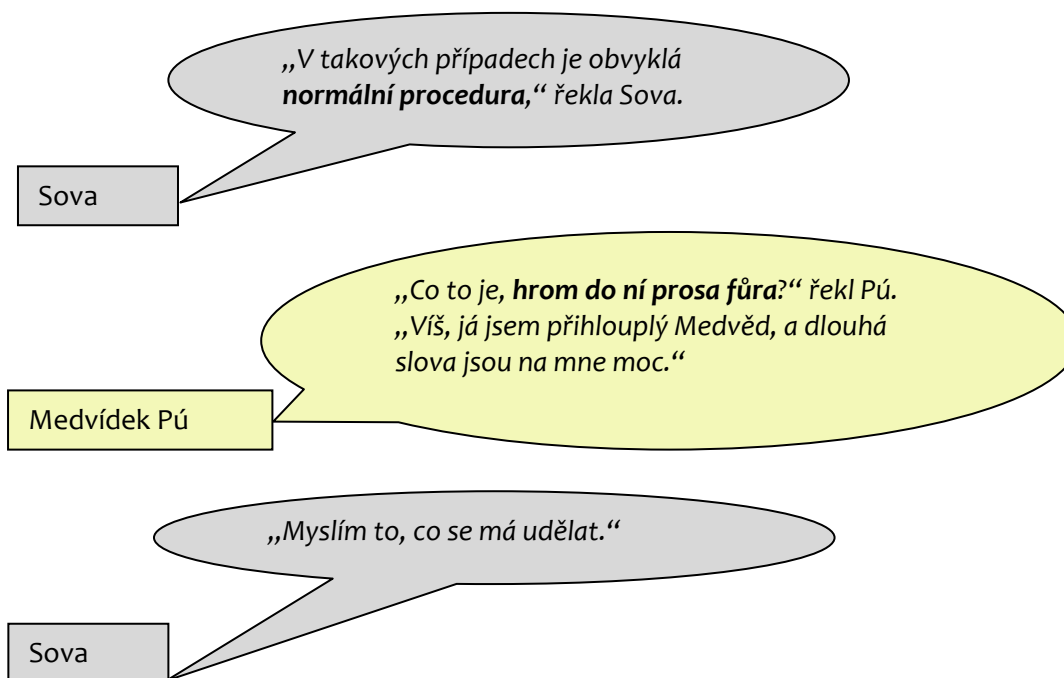 „V takových případech je obvyklá
normální procedura,“ řekla Sova.
Sova
„Co to je, hrom do ní prosa fůra?“ řekl Pú.
„Víš, já jsem přihlouplý Medvěd, a dlouhá
slova jsou na mne moc.“
Medvídek Pú
„Myslím to, co se má udělat.“
Sova